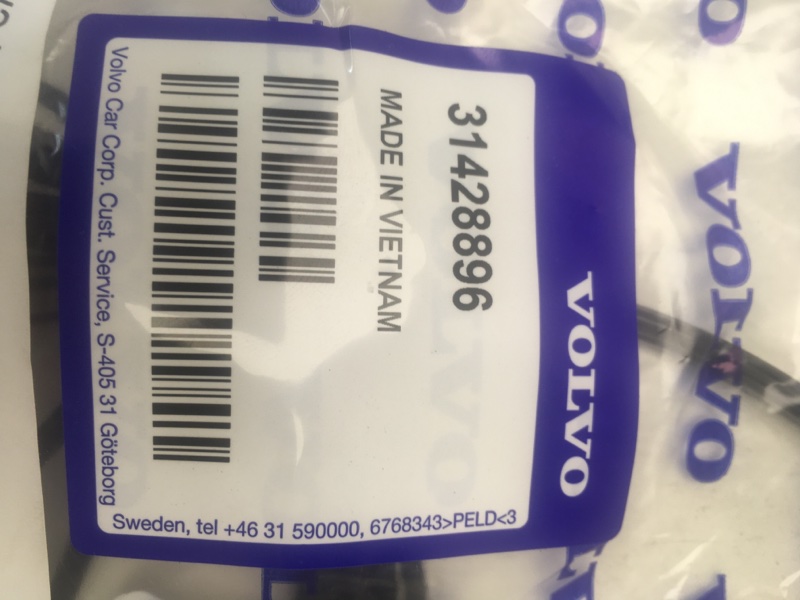 VOLVO
31428896
MADE IN VIETNAM
Volvo Car Corp. Cust. Service, S-405 31 Göteborg
Sweden, tel +46 31 590000, 6768343>PELD<3
VOLVO